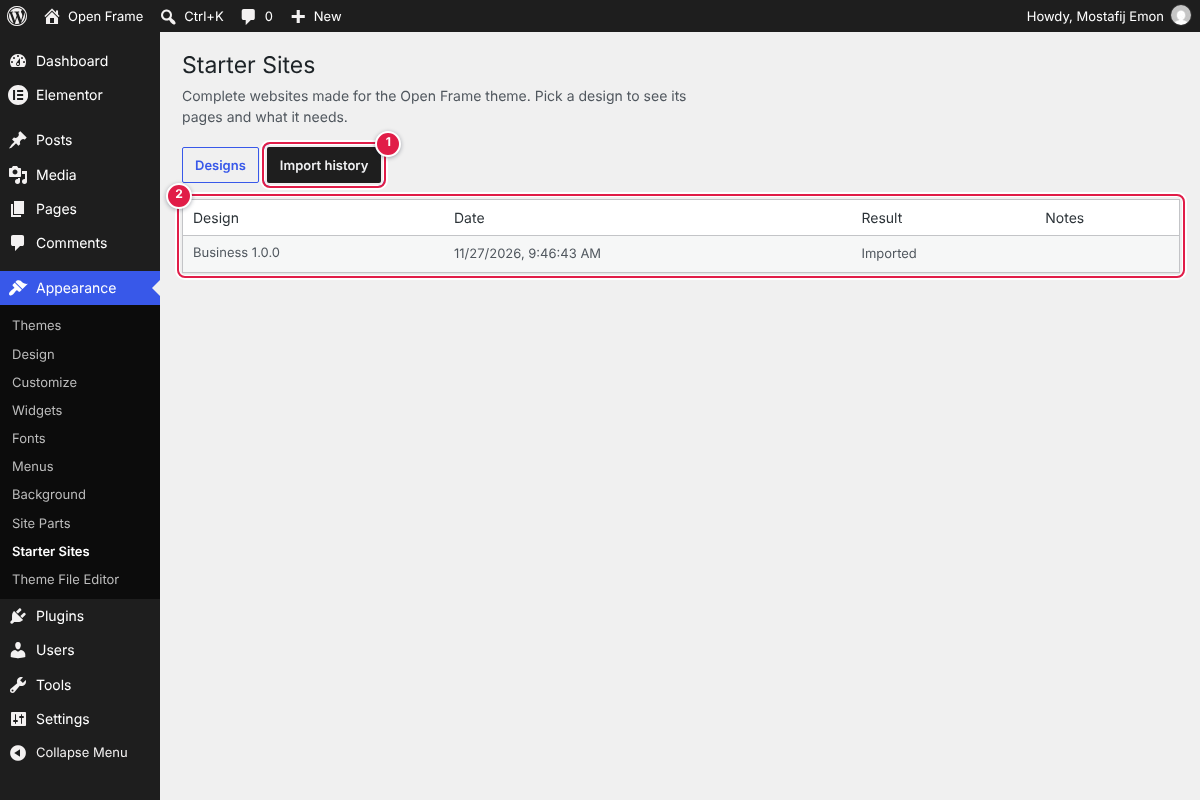 Open Frame Ctrl+K 0 New Howdy, Mostafij Emon
Dashboard
Elementor
Posts
Media
Pages
Comments
Appearance
Themes
Design
Customize
Widgets
Fonts
Menus
Background
Site Parts
Starter Sites
Theme File Editor
Plugins
Users
Tools
Settings
Collapse Menu
Starter Sites
Complete websites made for the Open Frame theme. Pick a design to see its
pages and what it needs.
Designs Import history 1
2
Design Date Result Notes
Business 1.0.0 11/27/2026, 9:46:43 AM Imported